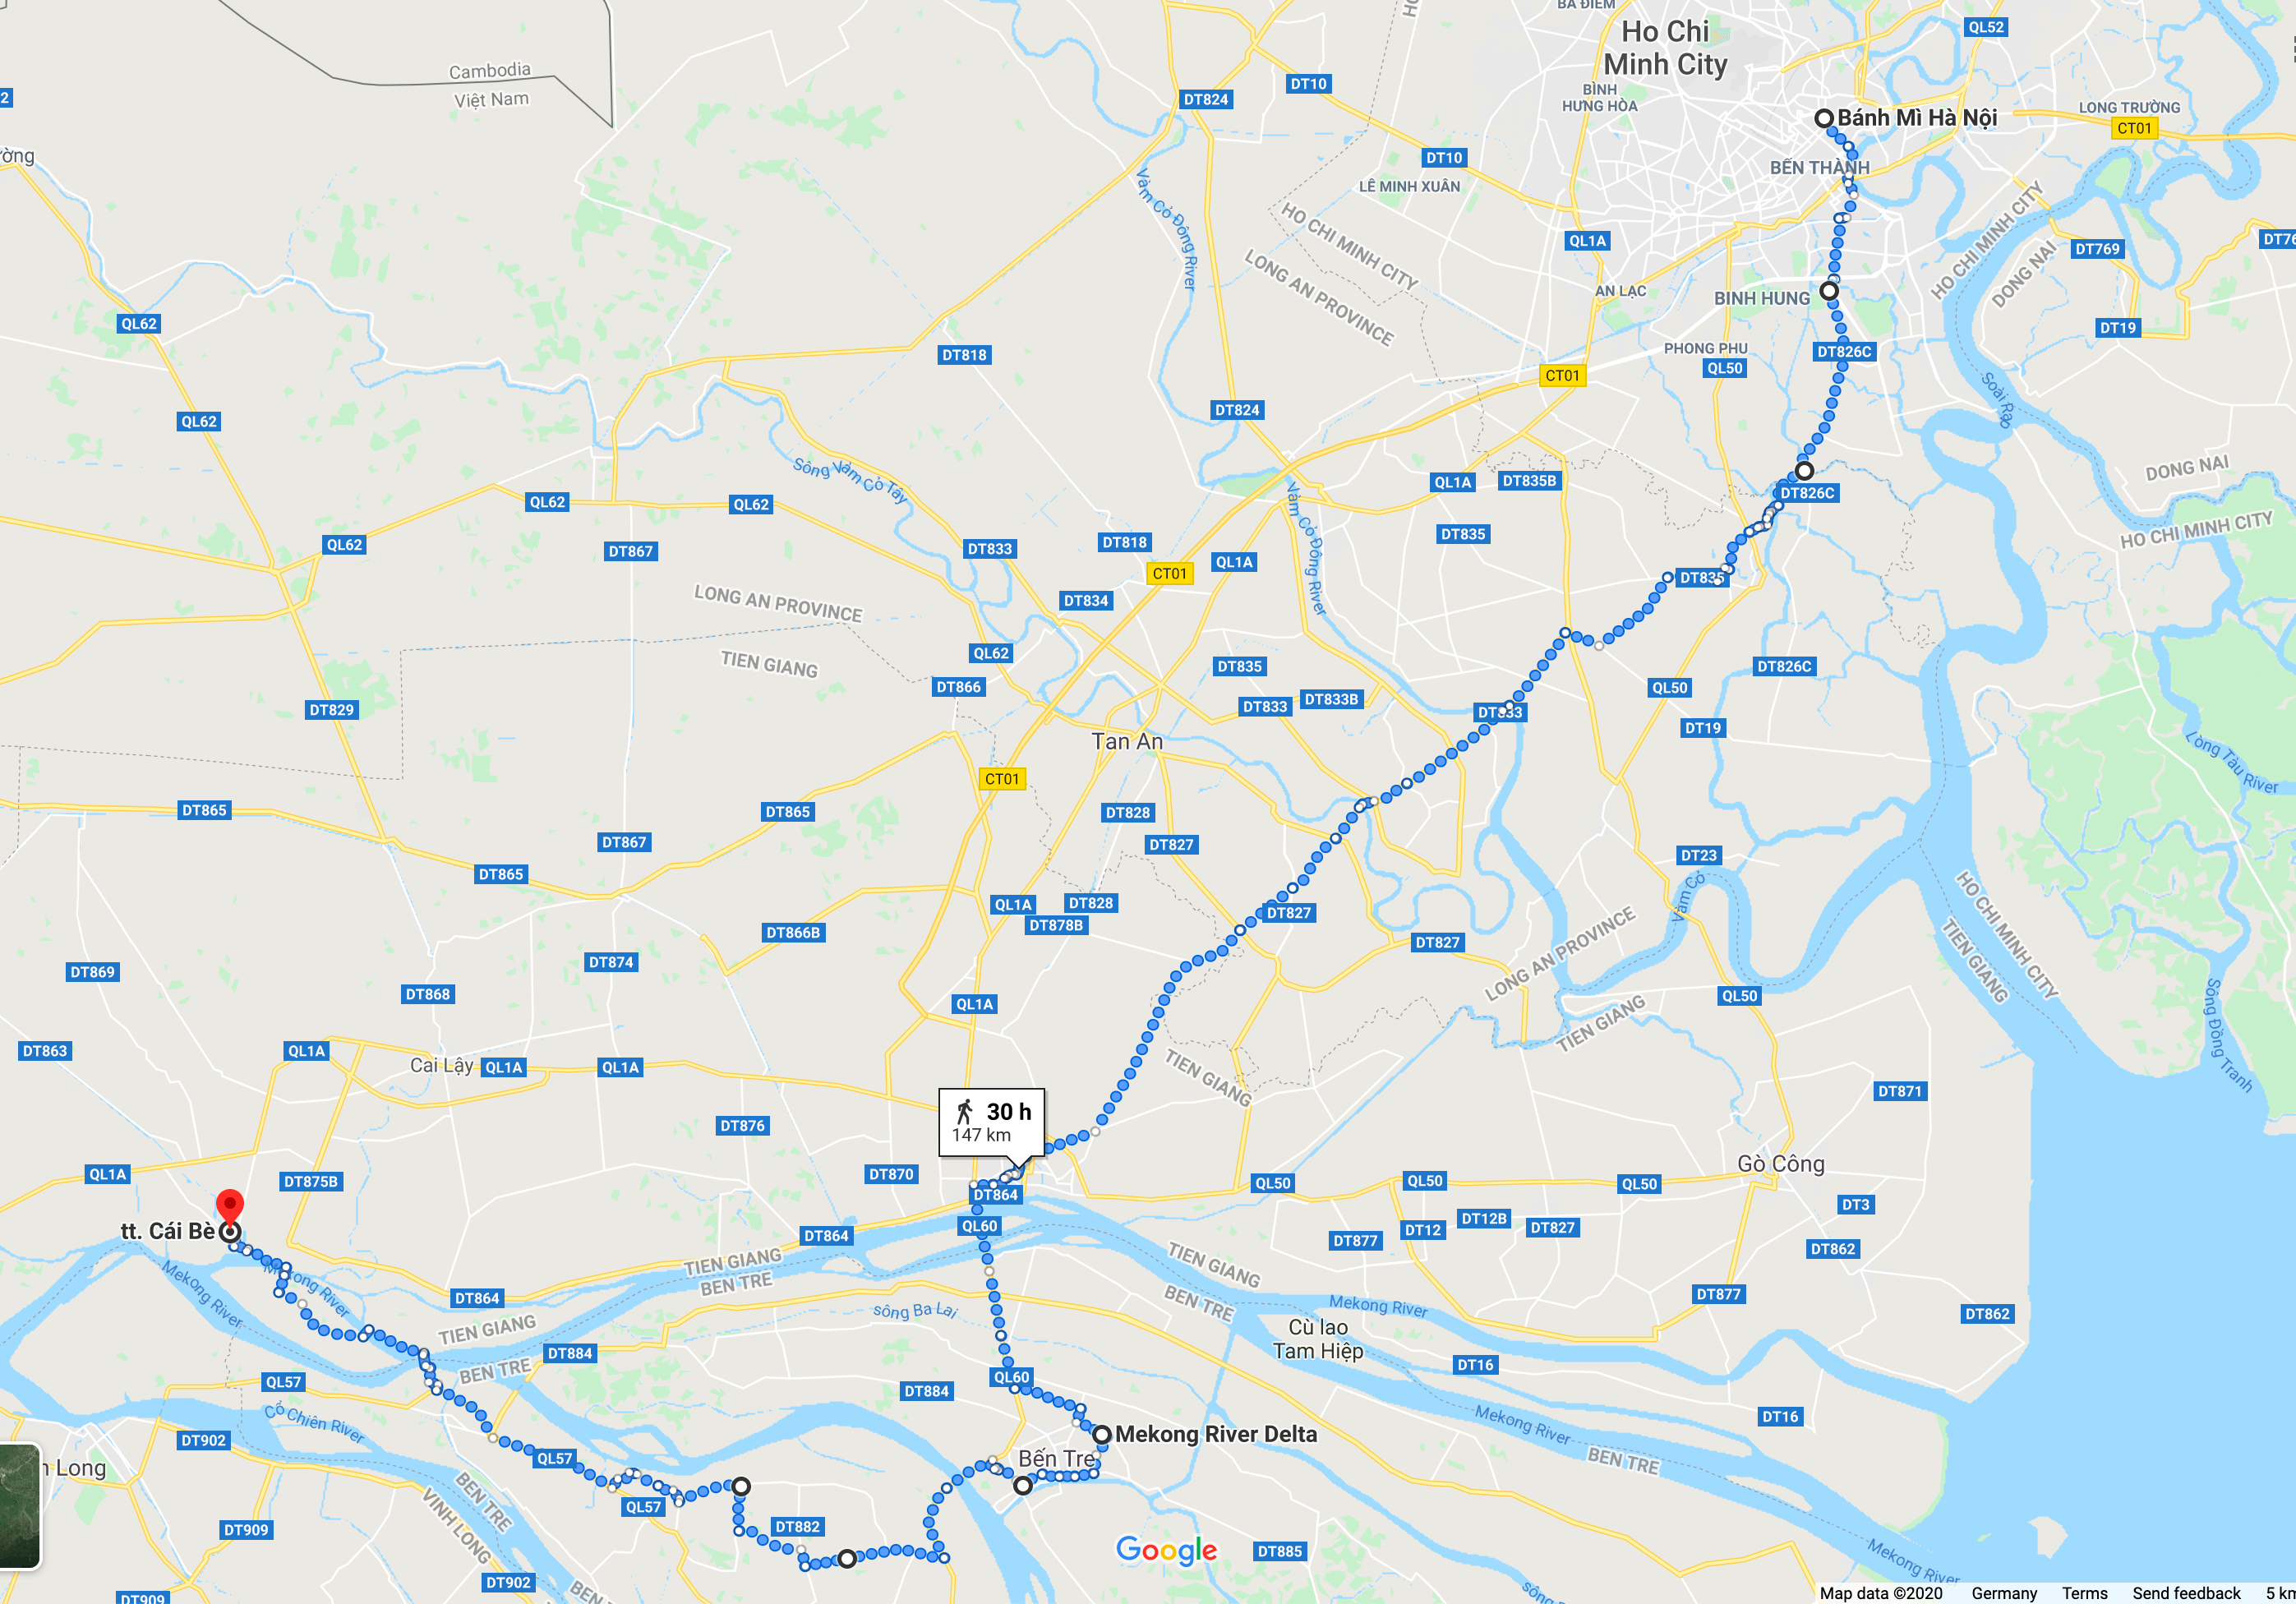 Ho Chi
Minh City
BÌNH
HƯNG HÒA
QL52
LONG TRƯỜNG
CT01
Bánh Mì Hà Nội
BẾN THÀNH
Cambodia
Việt Nam
DT824
DT10
DT10
LÊ MINH XUÂN
Vàm Cỏ Đông River
HO CHI MINH CITY
LONG AN PROVINCE
QL1A
AN LẠC
BINH HUNG
HO CHI MINH CITY
DONG NAI
DT769
DT19
QL62
DT818
PHONG PHU
DT826C
QL50
CT01
Soài Rạp
QL62
DT824
Sông Vàm Cỏ Tây
QL62
QL62
QL62
DT867
DT833
DT818
QL1A
CT01
DT834
Vàm Cỏ Đông River
QL1A
DT835B
DT835
DT826C
DONG NAI
HO CHI MINH CITY
DT835
LONG AN PROVINCE
TIEN GIANG
QL62
DT866
DT835
DT833
DT833B
DT833
QL50
DT826C
DT19
DT829
Tan An
CT01
Lòng Tàu River
DT865
DT865
DT867
DT865
DT828
DT827
DT23
Vàm Cỏ
QL1A
DT828
DT878B
DT827
DT827
DT866B
LONG AN PROVINCE
TIEN GIANG
HO CHI MINH CITY
TIEN GIANG
DT869
DT874
DT868
QL1A
QL50
Sông Đồng Tranh
DT863
QL1A
Cai Lậy
QL1A
QL1A
TIEN GIANG
DT871
30 h
147 km
DT876
Gò Công
QL1A
DT875B
DT870
DT864
QL50
QL50
QL50
DT3
tt. Cái Bè
QL60
DT864
DT877
DT12
DT12B
DT827
DT862
Mekong River
Mekong River
TIEN GIANG
BEN TRE
TIEN GIANG
BEN TRE
DT864
sông Ba Lai
Mekong River
DT877
DT862
TIEN GIANG
BEN TRE
DT884
Cù lao
Tam Hiệp
DT16
QL57
QL60
DT884
Cổ Chiên River
DT902
Mekong River Delta
Mekong River
DT16
Bến Tre
QL57
BEN TRE
BEN TRE
VINH LONG
QL57
DT909
DT882
Google
DT885
DT902
Mekong River
DT909
Map data ©2020 Germany Terms Send feedback